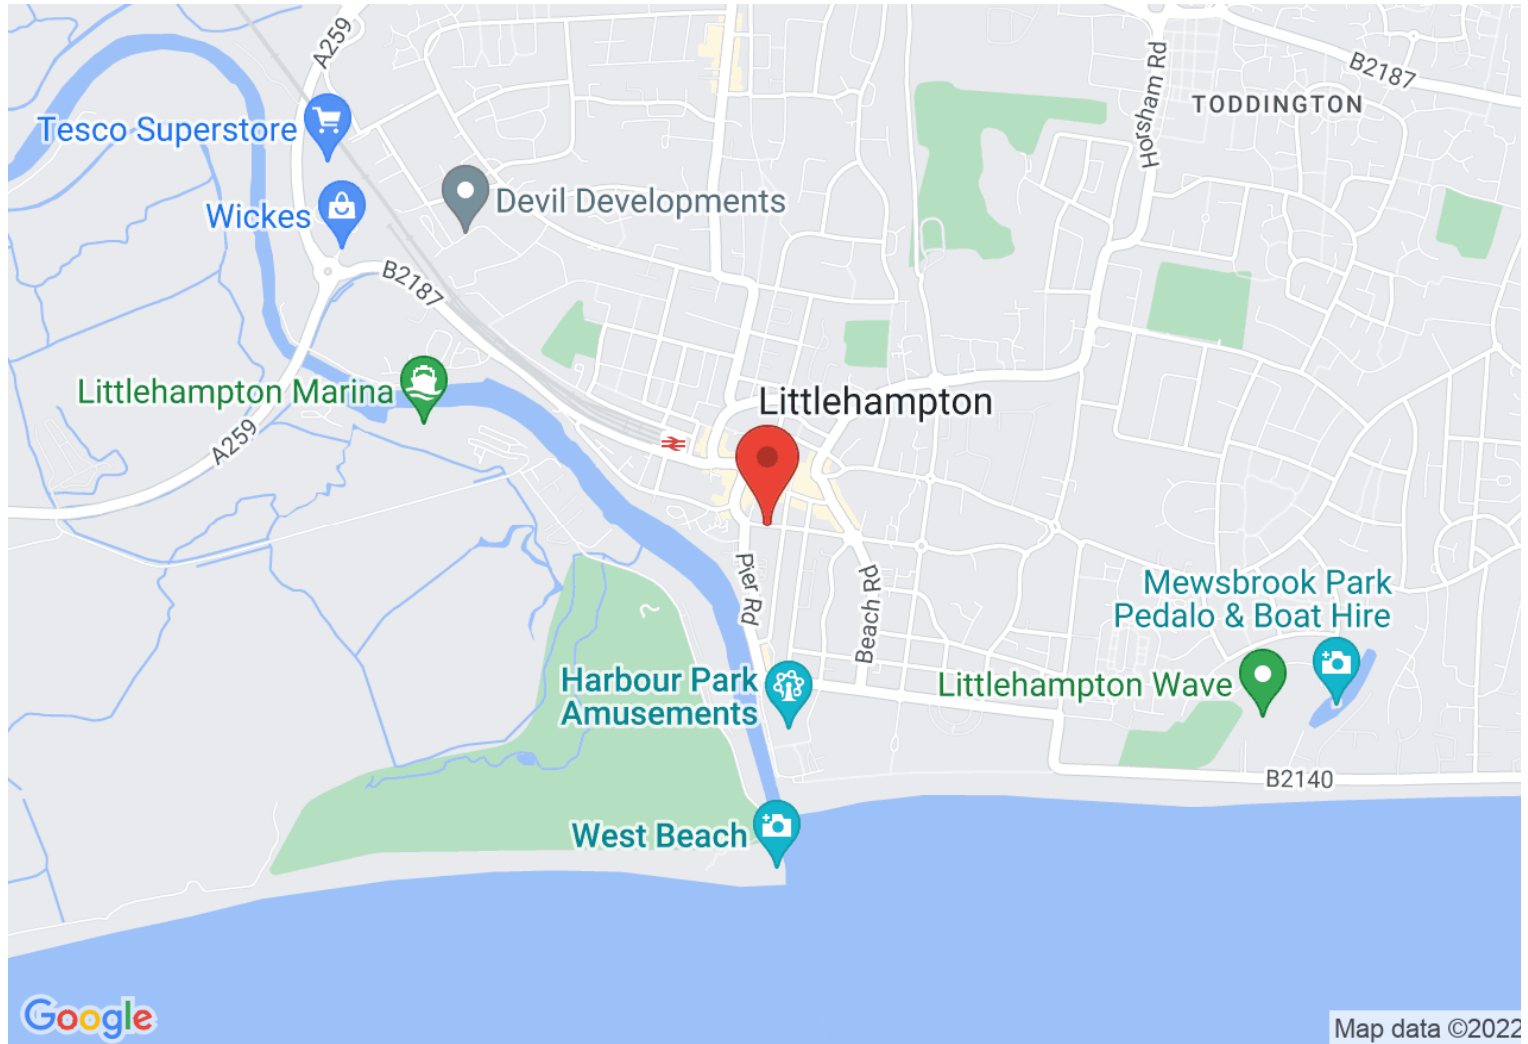 A259
B2187
Horsham Rd
TODDINGTON
Tesco Superstore
Wickes
Devil Developments
B2187
Littlehampton Marina
Littlehampton
A259
Pier Rd
Beach Rd
Mewsbrook Park
Pedalo & Boat Hire
Harbour Park
Amusements
Littlehampton Wave
B2140
West Beach
Google
Map data ©2022